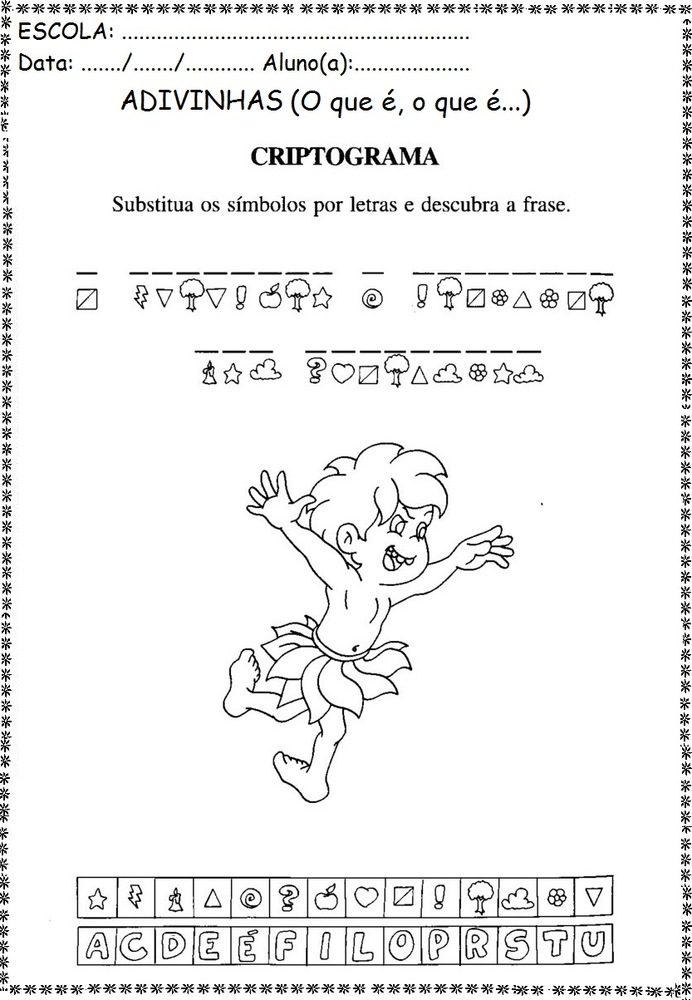 ESCOLA: ............................................................
Data: ......./......./............ Aluno(a):....................
ADIVINHAS (O que é, o que é...)
CRIPTOGRAMA
Substitua os símbolos por letras e descubra a frase.
A C D E É F I L O P R S T U